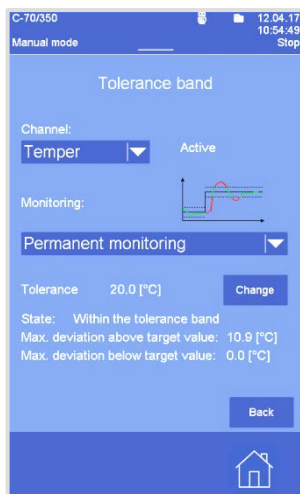 C-70/350
12.04.17
10:54:49
Manual mode
Stop
Tolerance band
Channel:
Temper
Active
Monitoring:
Permanent monitoring
Tolerance 20.0 [°C] Change
State: Within the tolerance band
Max. deviation above target value: 10.9 [°C]
Max. deviation below target value: 0.0 [°C]
Back